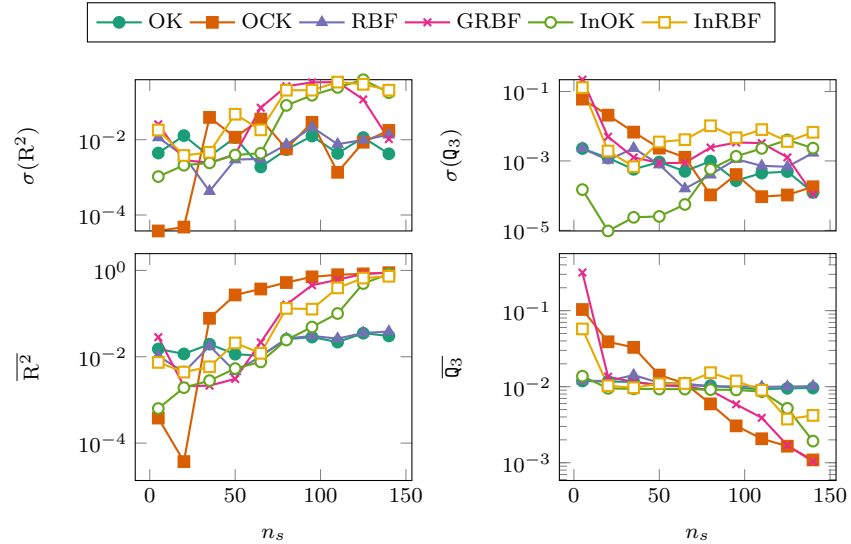 OK OCK RBF GRBF InOK InRBF
σ(R²)
10⁻²
10⁻⁴
σ(Q₃)
10⁻¹
10⁻³
10⁻⁵
R̅²̅
10⁰
10⁻²
10⁻⁴
0 50 100 150
nₛ
Q̅₃̅
10⁻¹
10⁻²
10⁻³
0 50 100 150
nₛ